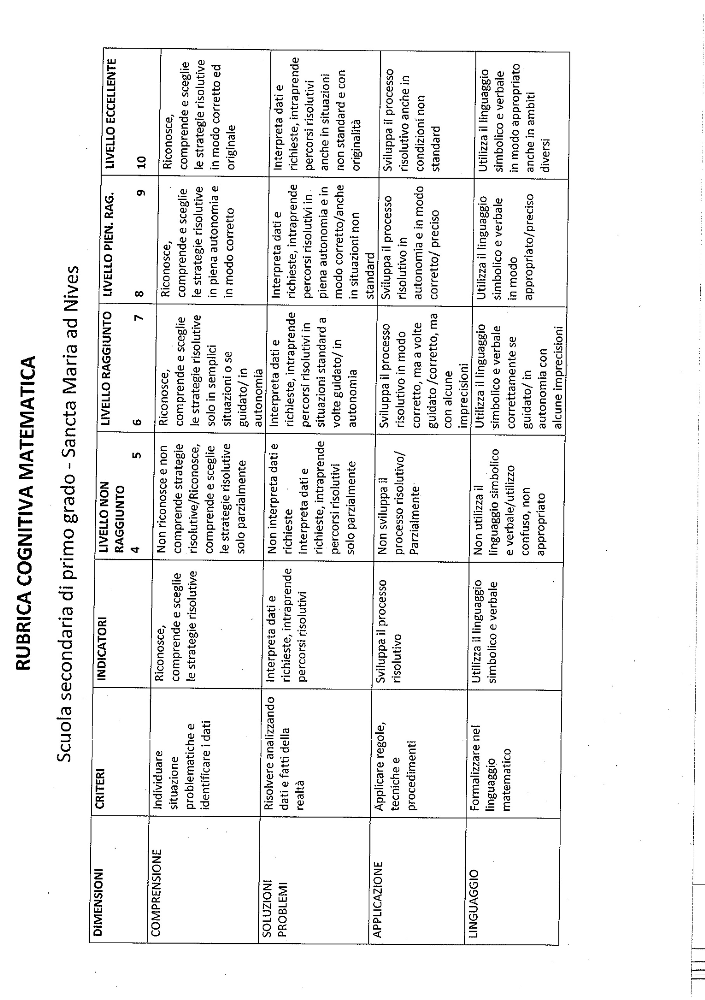 RUBRICA COGNITIVA MATEMATICA
Scuola secondaria di primo grado - Sancta Maria ad Nives
DIMENSIONI
CRITERI
INDICATORI
LIVELLO NON
RAGGIUNTO
4 5
LIVELLO RAGGIUNTO
6 7
LIVELLO PIEN. RAG.
8 9
LIVELLO ECCELLENTE
10
COMPRENSIONE
Individuare
situazione
problematiche e
identificare i dati
Riconosce,
comprende e sceglie
le strategie risolutive
Non riconosce e non
comprende strategie
risolutive/Riconosce,
comprende e sceglie
le strategie risolutive
solo parzialmente
Riconosce,
comprende e sceglie
le strategie risolutive
solo in semplici
situazioni o se
guidato/ in
autonomia
Riconosce,
comprende e sceglie
le strategie risolutive
in piena autonomia e
in modo corretto
Riconosce,
comprende e sceglie
le strategie risolutive
in modo corretto ed
originale
SOLUZIONI
PROBLEMI
Risolvere analizzando
dati e fatti della
realtà
Interpreta dati e
richieste, intraprende
percorsi risolutivi
Non interpreta dati e
richieste
Interpreta dati e
richieste, intraprende
percorsi risolutivi
solo parzialmente
Interpreta dati e
richieste, intraprende
percorsi risolutivi in
situazioni standard a
volte guidato/ in
autonomia
Interpreta dati e
richieste, intraprende
percorsi risolutivi in
piena autonomia e in
modo corretto/anche
in situazioni non
standard
Interpreta dati e
richieste, intraprende
percorsi risolutivi
anche in situazioni
non standard e con
originalità
APPLICAZIONE
Applicare regole,
tecniche e
procedimenti
Sviluppa il processo
risolutivo
Non sviluppa il
processo risolutivo/
Parzialmente
Sviluppa il processo
risolutivo in modo
corretto, ma a volte
guidato /corretto, ma
con alcune
imprecisioni
Sviluppa il processo
risolutivo in
autonomia e in modo
corretto/ preciso
Sviluppa il processo
risolutivo anche in
condizioni non
standard
LINGUAGGIO
Formalizzare nel
linguaggio
matematico
Utilizza il linguaggio
simbolico e verbale
Non utilizza il
linguaggio simbolico
e verbale/utilizzo
confuso, non
appropriato
Utilizza il linguaggio
simbolico e verbale
correttamente se
guidato/ in
autonomia con
alcune imprecisioni
Utilizza il linguaggio
simbolico e verbale
in modo
appropriato/preciso
Utilizza il linguaggio
simbolico e verbale
in modo appropriato
anche in ambiti
diversi